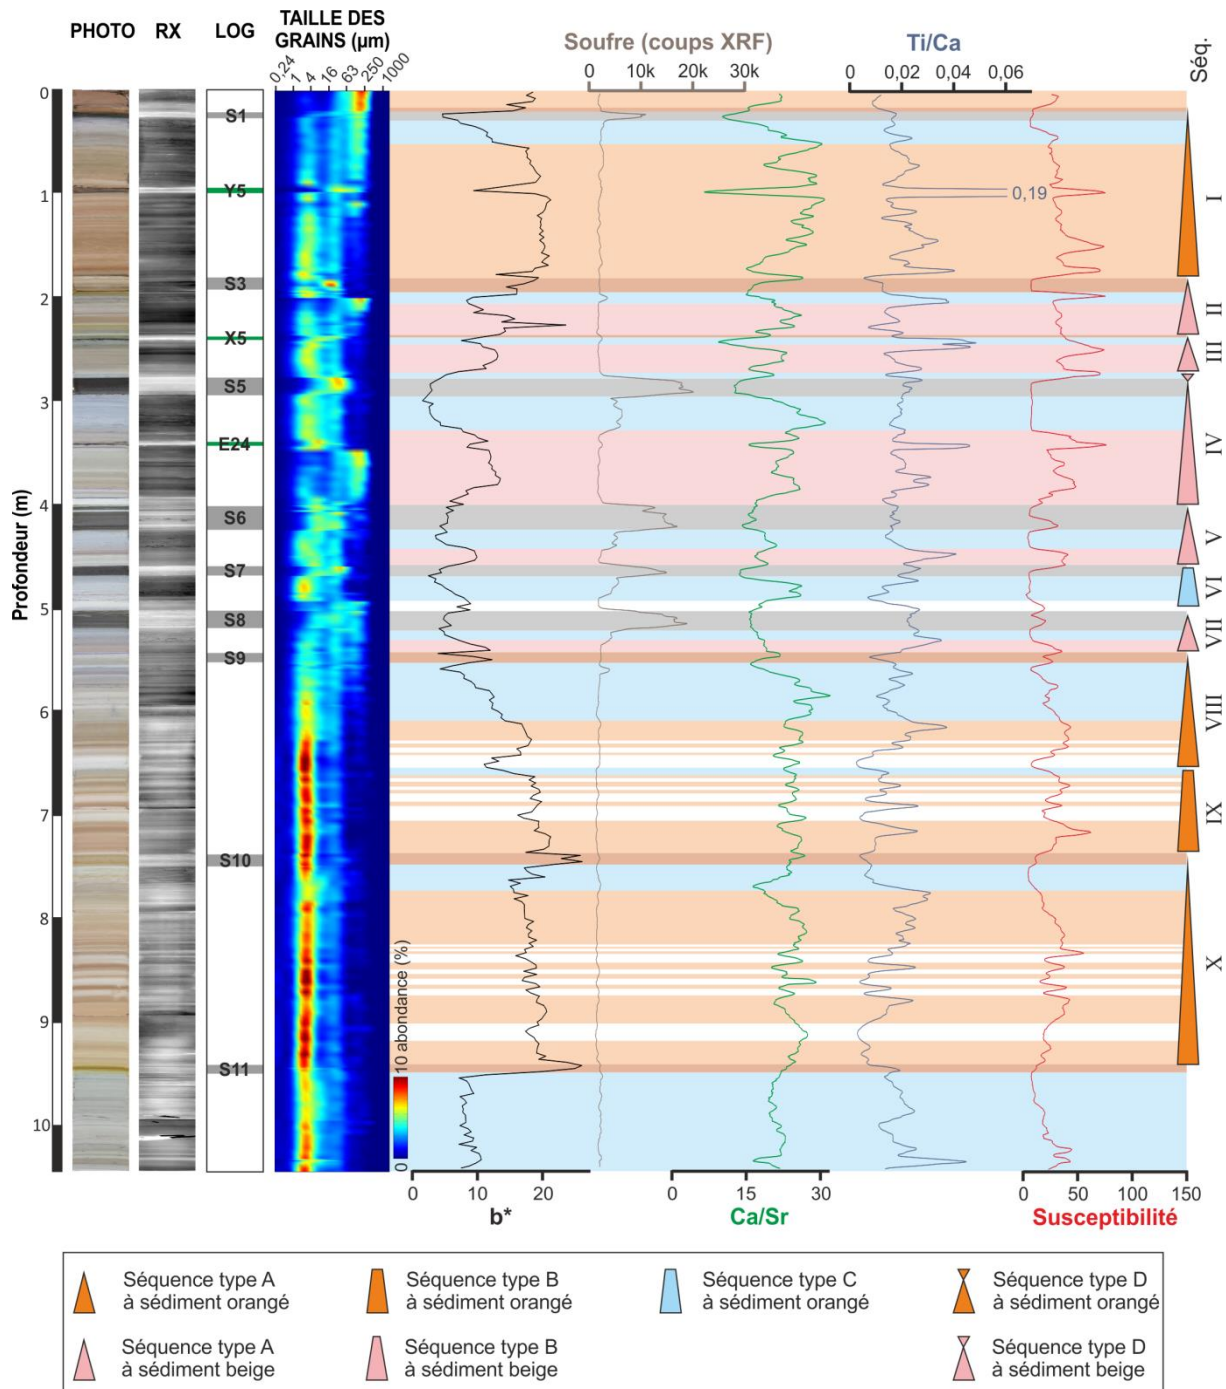 PHOTO
RX
LOG
TAILLE DES
GRAINS (µm)
0,24
1
4
16
63
250
1000
Soufre (coups XRF)
0
10k
20k
30k
Ti/Ca
0
0,02
0,04
0,06
Séq.
Profondeur (m)
0
1
2
3
4
5
6
7
8
9
10
S1
Y5
S3
X5
S5
E24
S6
S7
S8
S9
S10
S11
0,19
I
II
III
IV
V
VI
VII
VIII
IX
X
0 abondance (%) 10
0
10
20
b*
0
15
30
Ca/Sr
0
50
100
150
Susceptibilité
Séquence type A
à sédiment orangé
Séquence type B
à sédiment orangé
Séquence type C
à sédiment orangé
Séquence type D
à sédiment orangé
Séquence type A
à sédiment beige
Séquence type B
à sédiment beige
Séquence type D
à sédiment beige